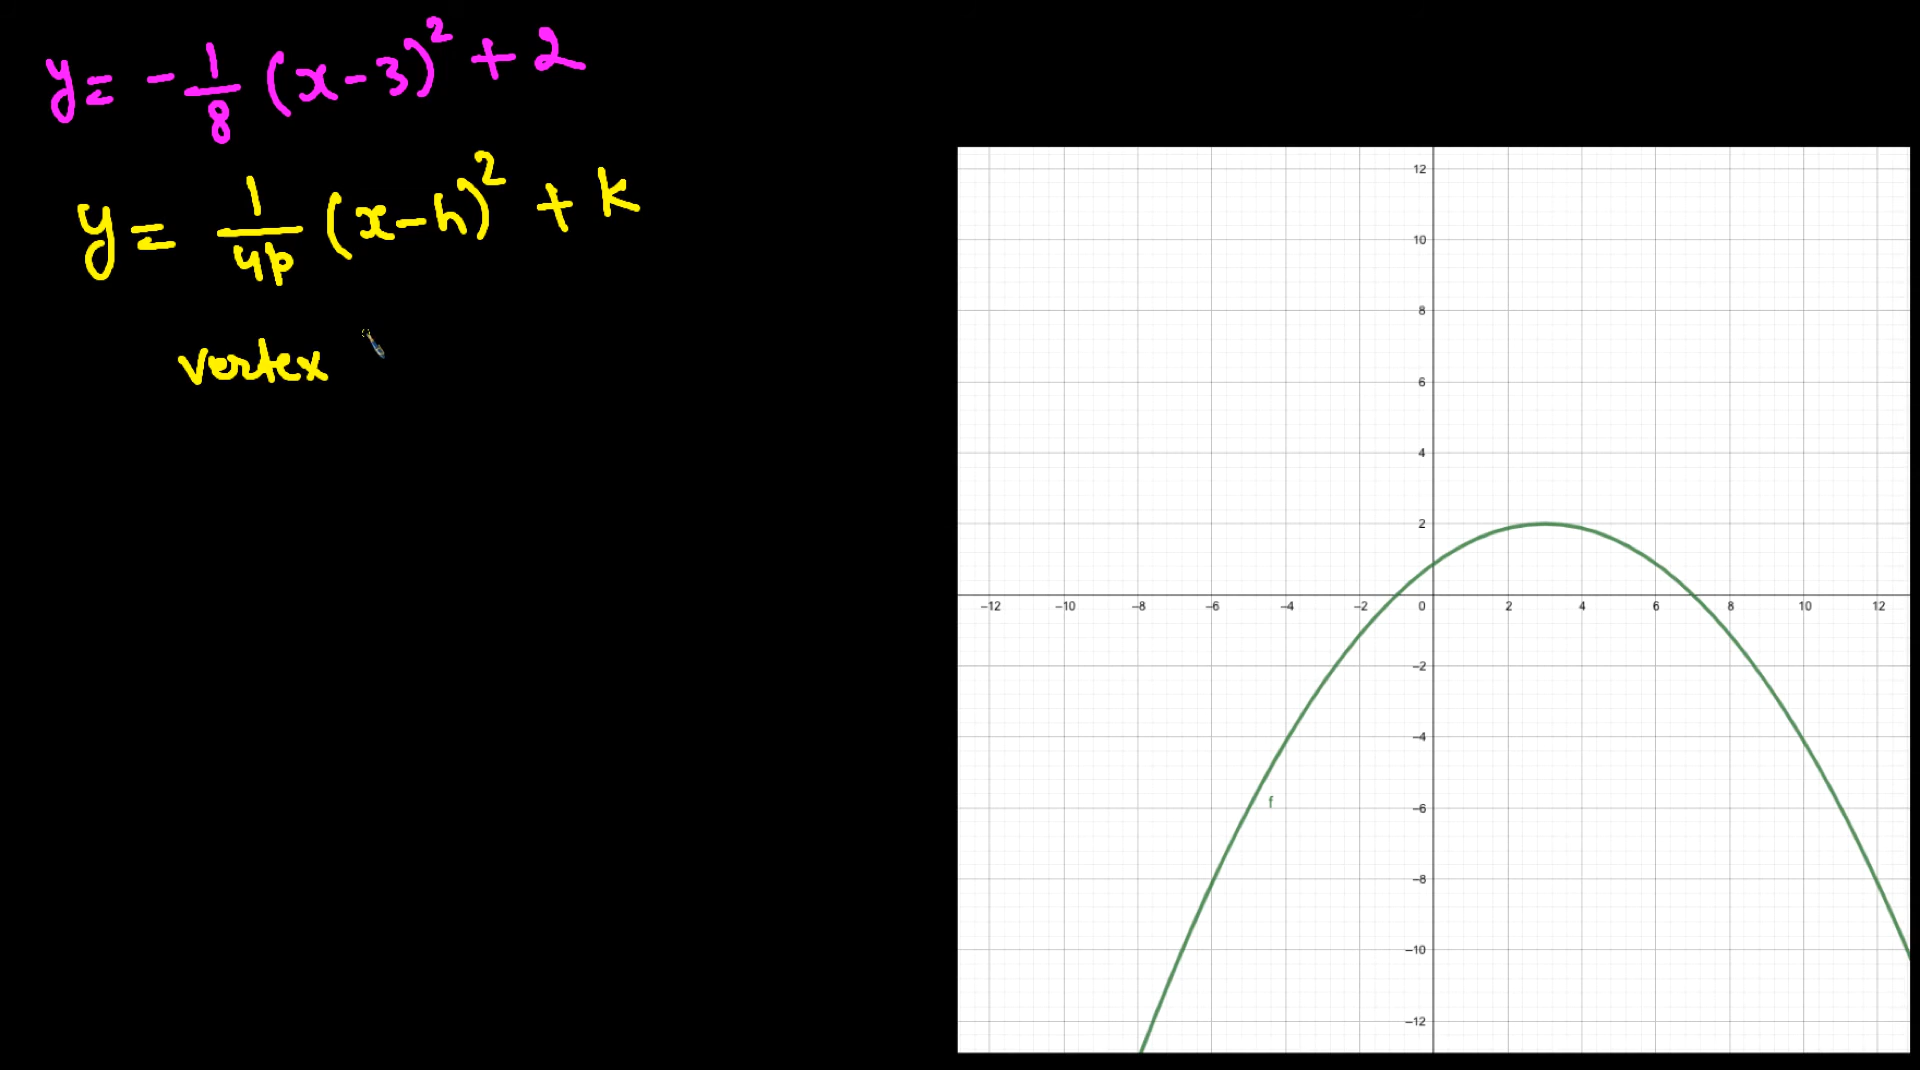 y = - 1/8 (x-3)² + 2
y = 1/4p (x-h)² + k
vertex
12
10
8
6
4
2
–12 –10 –8 –6 –4 –2 0 2 4 6 8 10 12
–2
–4
f
–6
–8
–10
–12